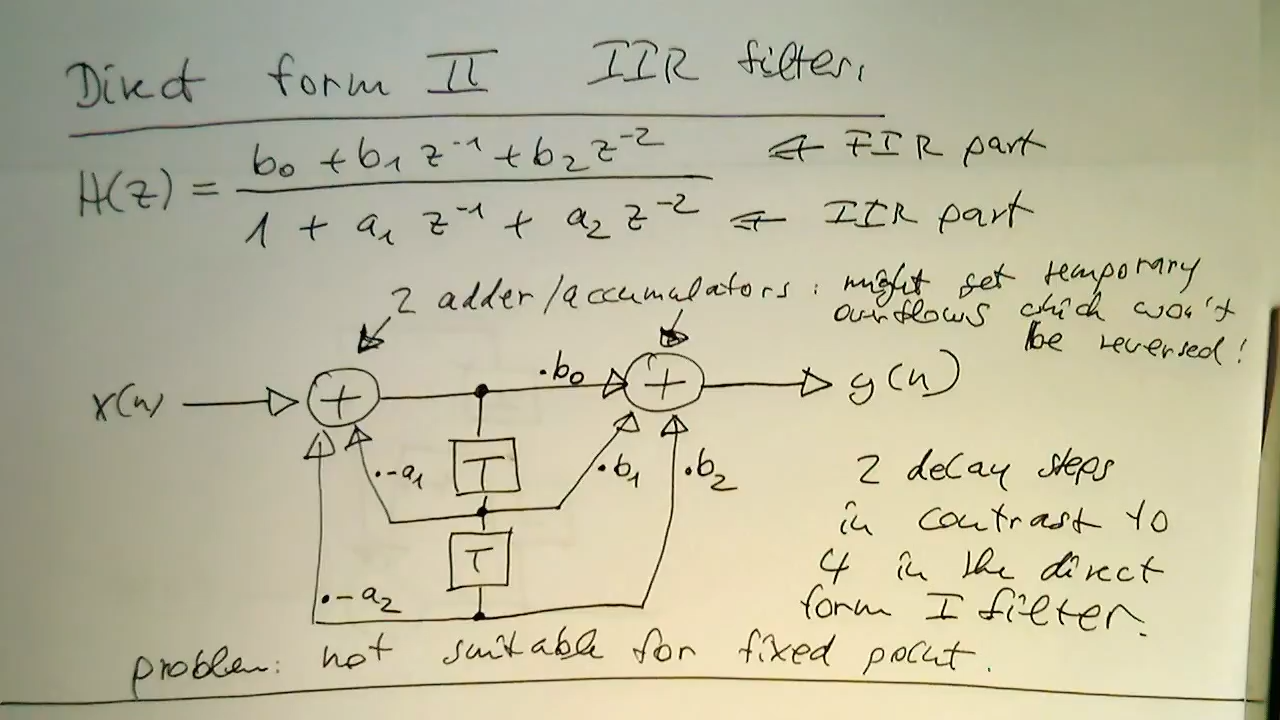 Direct form II IIR filter.
H(z) = b₀ + b₁ z⁻¹ + b₂ z⁻² ⇐ FIR part
1 + a₁ z⁻¹ + a₂ z⁻² ⇐ IIR part
2 adder/accumulators: might get temporary
overflows which won't
be reversed!
x(n) + ·b₀ + y(n)
·-a₁ T ·b₁ ·b₂
T
·-a₂
2 delay steps
in contrast to
4 in the direct
form I filter.
problem: not suitable for fixed point.